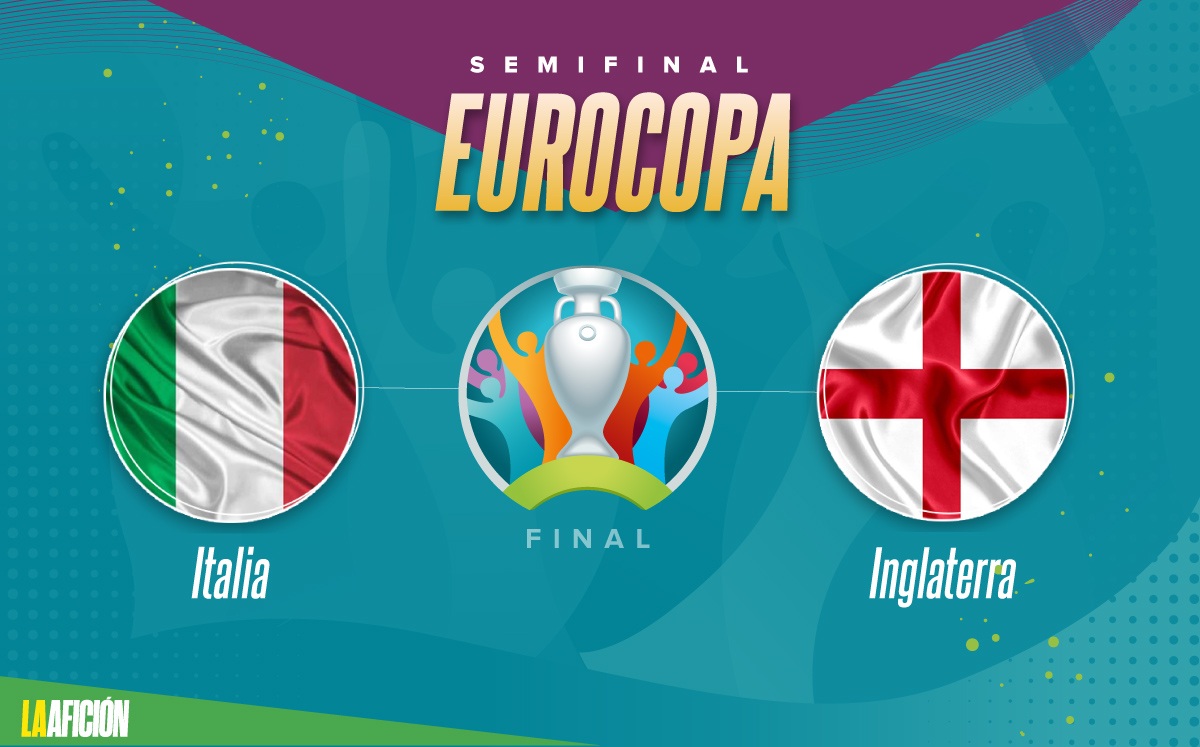 SEMIFINAL
EUROCOPA
FINAL
Italia
Inglaterra
LAAFICIÓN